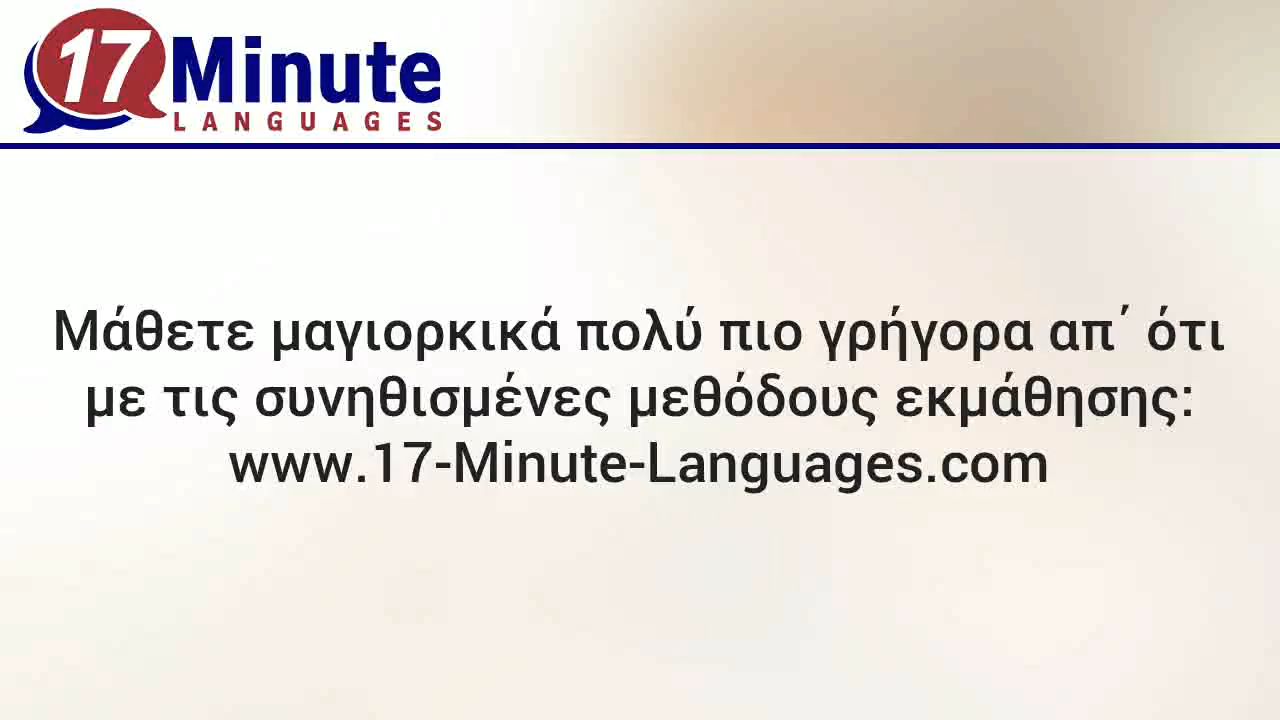 17 Minute
LANGUAGES
Μάθετε μαγιορκικά πολύ πιο γρήγορα απ΄ ότι
με τις συνηθισμένες μεθόδους εκμάθησης:
www.17-Minute-Languages.com